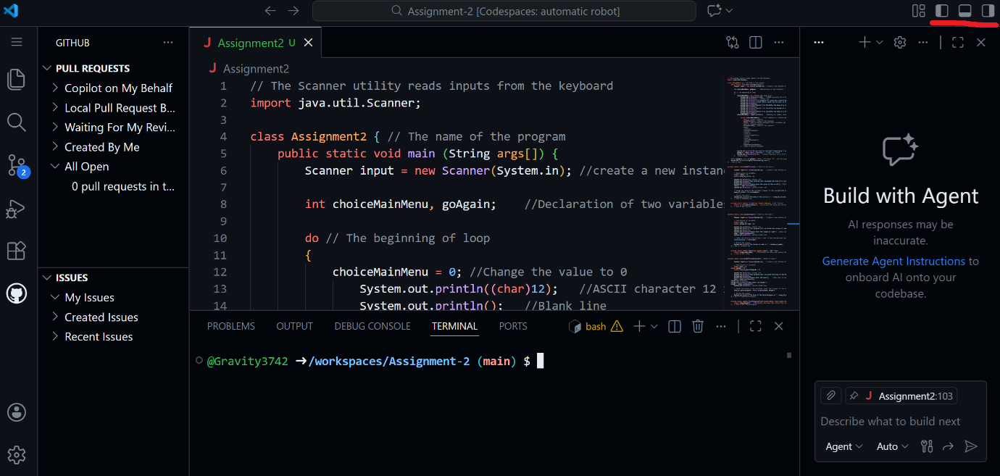 Assignment-2 [Codespaces: automatic robot]
GITHUB
PULL REQUESTS
Copilot on My Behalf
Local Pull Request B...
Waiting For My Revi...
Created By Me
All Open
0 pull requests in t...
2
ISSUES
My Issues
Created Issues
Recent Issues
J Assignment2 U
J Assignment2
1 // The Scanner utility reads inputs from the keyboard
2 import java.util.Scanner;
3
4 class Assignment2 { // The name of the program
5 public static void main (String args[]) {
6 Scanner input = new Scanner(System.in); //create a new instan
7
8 int choiceMainMenu, goAgain; //Declaration of two variable
9
10 do // The beginning of loop
11 {
12 choiceMainMenu = 0; //Change the value to 0
13 System.out.println((char)12); //ASCII character 12
14 System.out.println(); //Blank line
PROBLEMS OUTPUT DEBUG CONSOLE TERMINAL PORTS bash
@Gravity3742 →/workspaces/Assignment-2 (main) $
Build with Agent
AI responses may be
inaccurate.
Generate Agent Instructions to
onboard AI onto your
codebase.
J Assignment2:103
Describe what to build next
Agent Auto